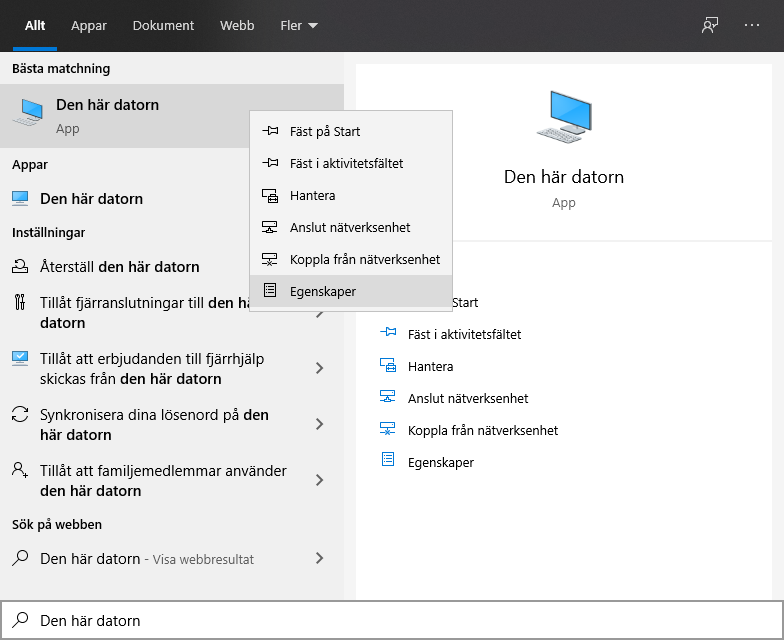 Allt Appar Dokument Webb Fler
Bästa matchning
Den här datorn
App
Appar
Den här datorn
Inställningar
Återställ den här datorn
Tillåt fjärranslutningar till den hä
datorn
Tillåt att erbjudanden till fjärrhjälp
skickas från den här datorn
Synkronisera dina lösenord på den
här datorn
Tillåt att familjemedlemmar använder
den här datorn
Sök på webben
Den här datorn - Visa webbresultat
Fäst på Start
Fäst i aktivitetsfältet
Hantera
Anslut nätverksenhet
Koppla från nätverksenhet
Egenskaper
Den här datorn
App
Start
Fäst i aktivitetsfältet
Hantera
Anslut nätverksenhet
Koppla från nätverksenhet
Egenskaper
Den här datorn